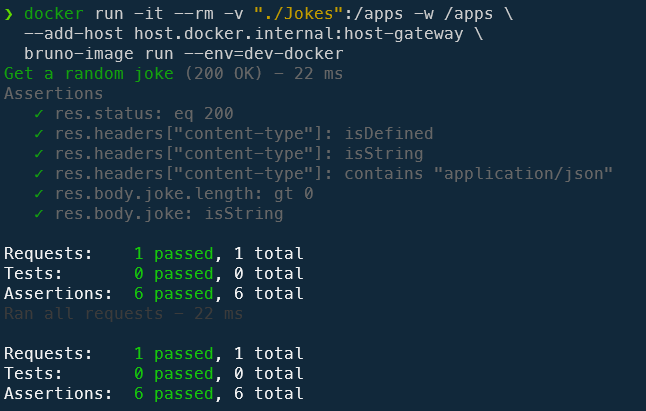 ❯ docker run -it --rm -v "./Jokes":/apps -w /apps \
  --add-host host.docker.internal:host-gateway \
  bruno-image run --env=dev-docker
Get a random joke (200 OK) - 22 ms
Assertions
   ✓ res.status: eq 200
   ✓ res.headers["content-type"]: isDefined
   ✓ res.headers["content-type"]: isString
   ✓ res.headers["content-type"]: contains "application/json"
   ✓ res.body.joke.length: gt 0
   ✓ res.body.joke: isString

Requests:    1 passed, 1 total
Tests:       0 passed, 0 total
Assertions:  6 passed, 6 total
Ran all requests - 22 ms

Requests:    1 passed, 1 total
Tests:       0 passed, 0 total
Assertions:  6 passed, 6 total